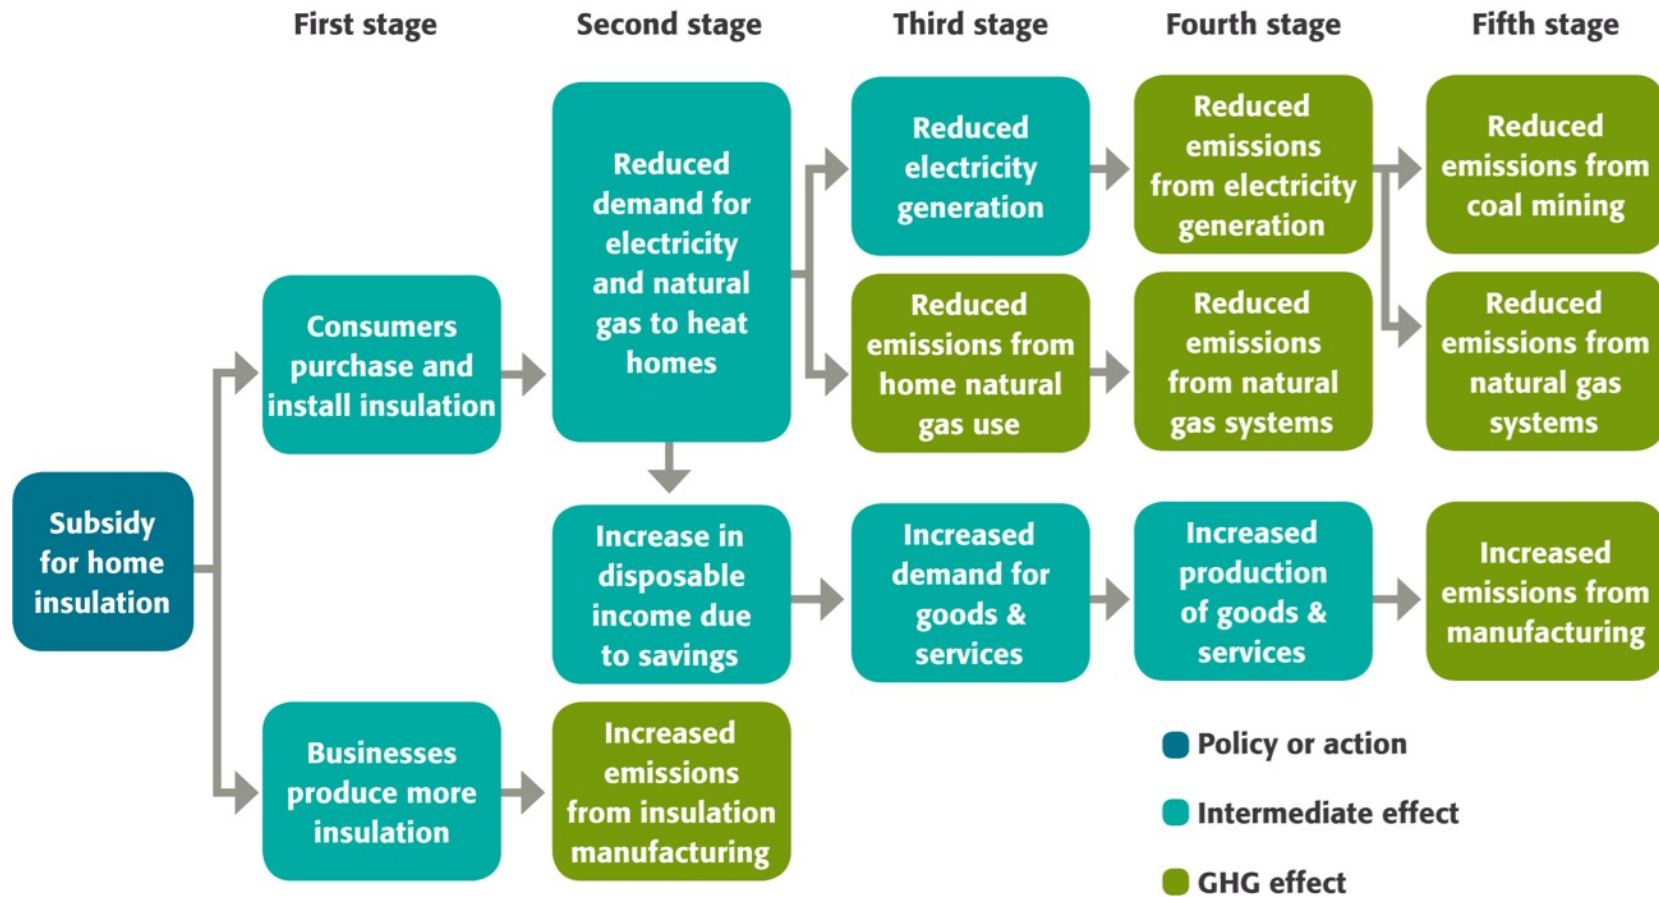 First stage
Second stage
Third stage
Fourth stage
Fifth stage
Subsidy
for home
insulation
Consumers
purchase and
install insulation
Businesses
produce more
insulation
Reduced
demand for
electricity
and natural
gas to heat
homes
Increase in
disposable
income due
to savings
Increased
emissions
from insulation
manufacturing
Reduced
electricity
generation
Reduced
emissions from
home natural
gas use
Increased
demand for
goods &
services
Reduced
emissions
from electricity
generation
Reduced
emissions
from natural
gas systems
Increased
production
of goods &
services
Reduced
emissions from
coal mining
Reduced
emissions from
natural gas
systems
Increased
emissions from
manufacturing
Policy or action
Intermediate effect
GHG effect